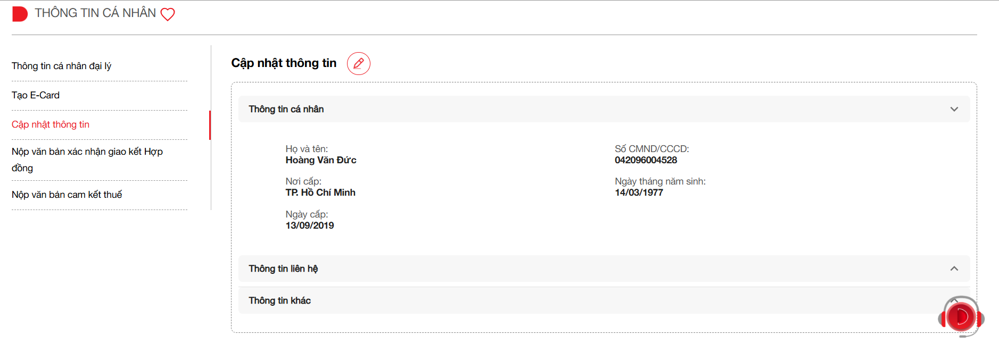 THÔNG TIN CÁ NHÂN
Thông tin cá nhân đại lý
Tạo E-Card
Cập nhật thông tin
Nộp văn bản xác nhận giao kết Hợp
đồng
Nộp văn bản cam kết thuế
Cập nhật thông tin
Thông tin cá nhân
Họ và tên:
Hoàng Văn Đức
Số CMND/CCCD:
042096004528
Nơi cấp:
TP. Hồ Chí Minh
Ngày tháng năm sinh:
14/03/1977
Ngày cấp:
13/09/2019
Thông tin liên hệ
Thông tin khác